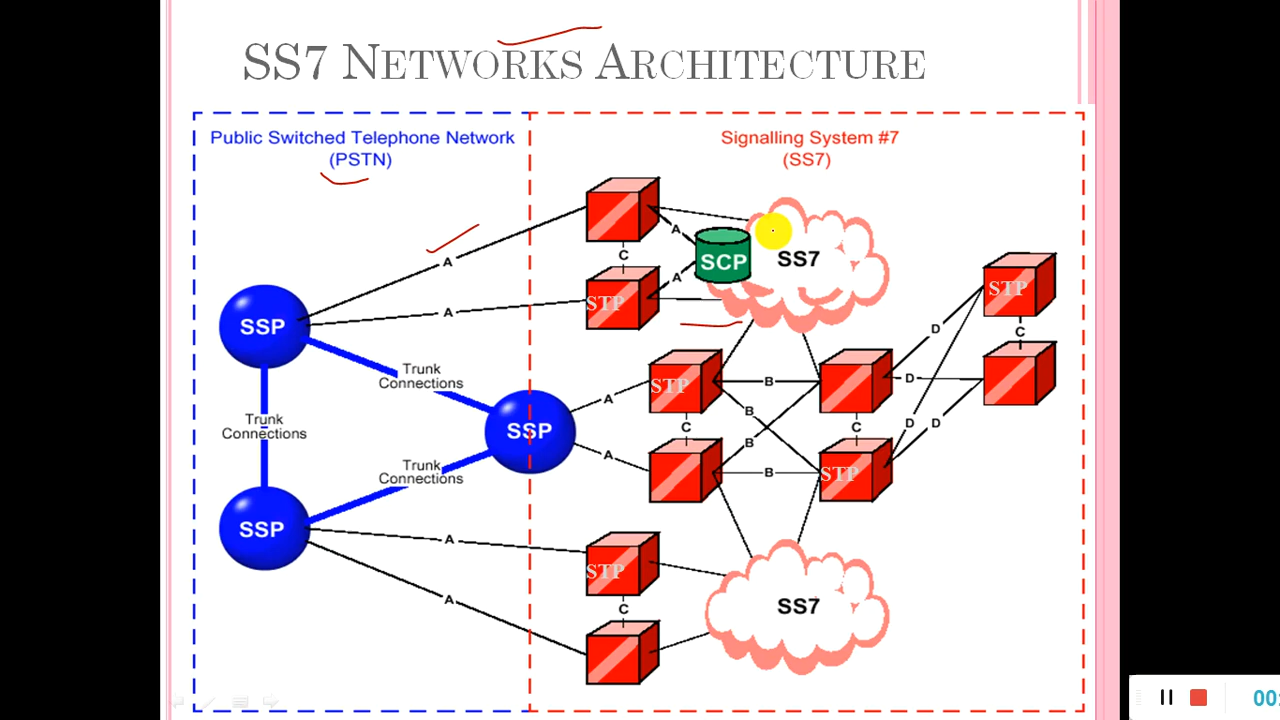 SS7 NETWORKS ARCHITECTURE
Public Switched Telephone Network
(PSTN)
Signalling System #7
(SS7)
A
A
C
A
A
STP
SCP
SS7
SSP
Trunk
Connections
Trunk
Connections
SSP
Trunk
Connections
SSP
A
A
STP
C
B
B
B
B
C
STP
D
D
D
D
STP
C
A
A
STP
C
SS7
00: